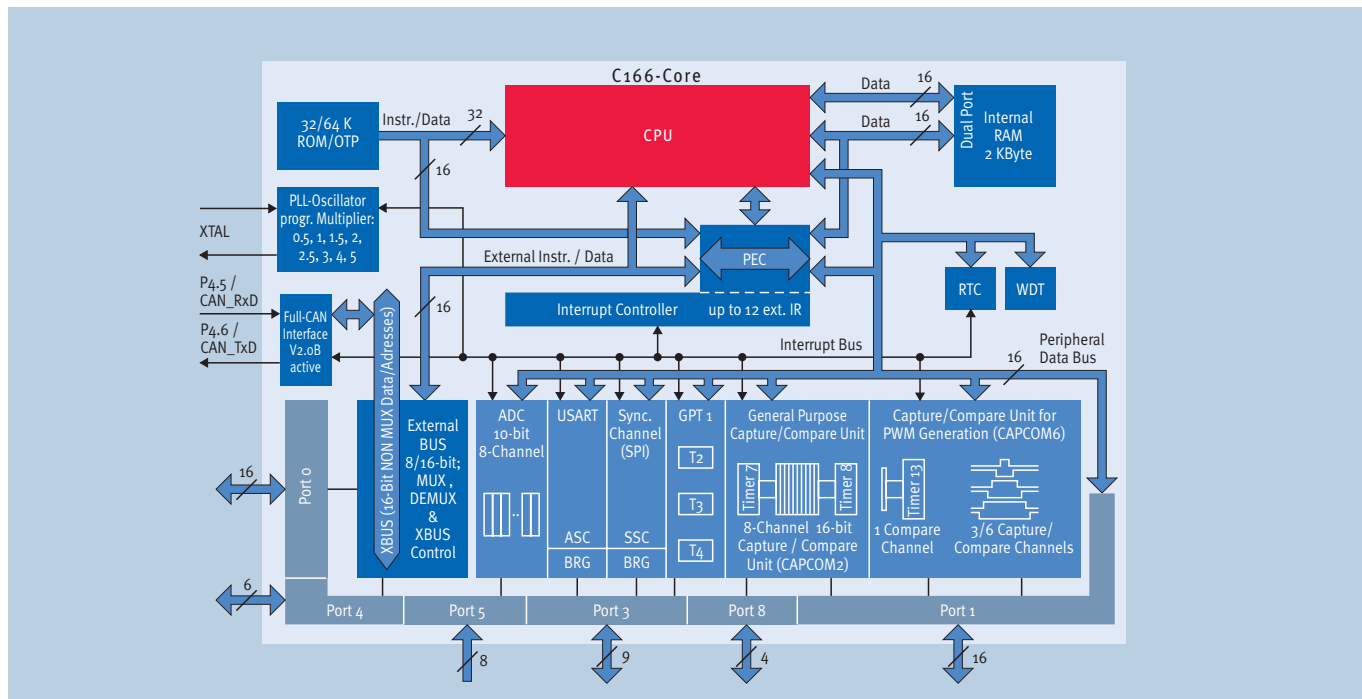 C166-Core
32/64 K
ROM/OTP
Instr./Data
32
16
CPU
Data
16
Data
16
Dual Port
Internal
RAM
2 KByte
PLL-Oscillator
progr. Multiplier:
0.5, 1, 1.5, 2,
2.5, 3, 4, 5
XTAL
External Instr. / Data
16
PEC
Interrupt Controller
up to 12 ext. IR
RTC
WDT
P4.5 /
CAN_RxD
P4.6 /
CAN_TxD
Full-CAN
Interface
V2.0B
active
XBUS (16-Bit NON MUX Data/Adresses)
Interrupt Bus
Peripheral
Data Bus
16
External
BUS
8/16-bit;
MUX ,
DEMUX
&
XBUS
Control
ADC
10-bit
8-Channel
..
USART
ASC
BRG
Sync.
Channel
(SPI)
SSC
BRG
GPT 1
T2
T3
T4
General Purpose
Capture/Compare Unit
Timer 7
Timer 8
8-Channel 16-bit
Capture / Compare
Unit (CAPCOM2)
Capture/Compare Unit for
PWM Generation (CAPCOM6)
Timer 13
1 Compare
Channel
3/6 Capture/
Compare Channels
16
Port 0
6
Port 4
Port 5
Port 3
Port 8
Port 1
8
9
4
16